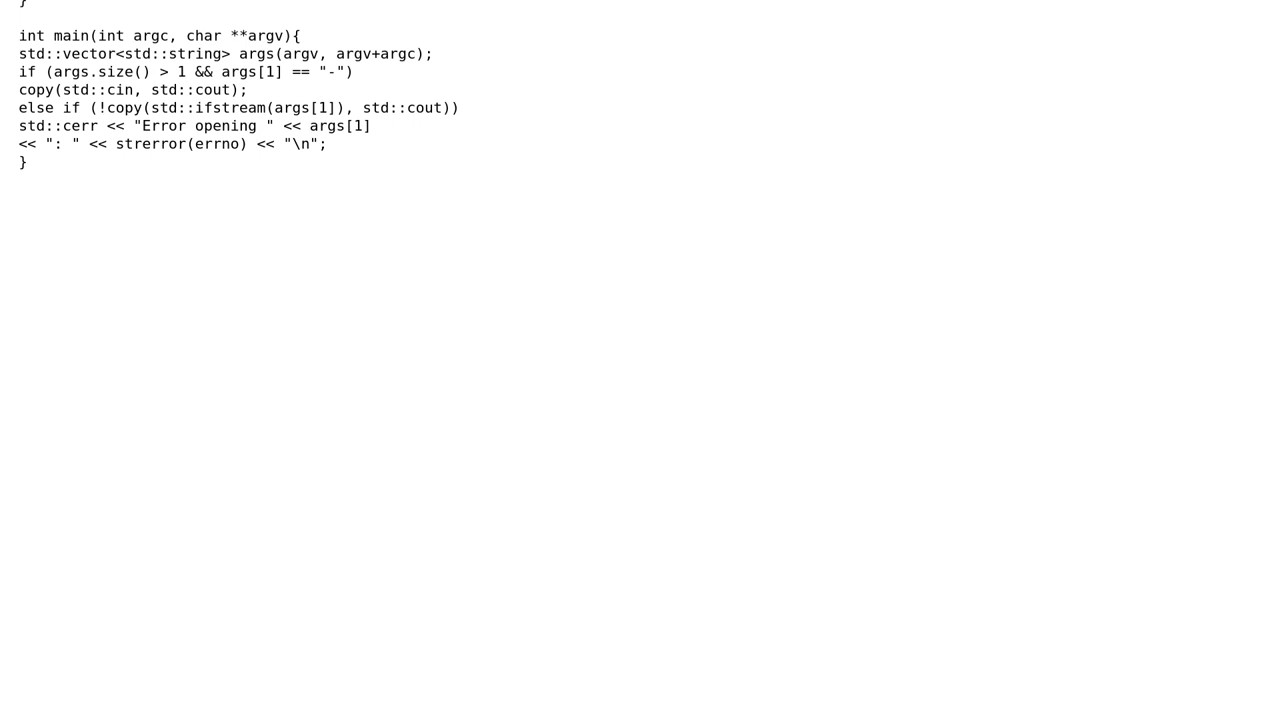 }

int main(int argc, char **argv){
std::vector<std::string> args(argv, argv+argc);
if (args.size() > 1 && args[1] == "-")
copy(std::cin, std::cout);
else if (!copy(std::ifstream(args[1]), std::cout))
std::cerr << "Error opening " << args[1]
<< ": " << strerror(errno) << "\n";
}